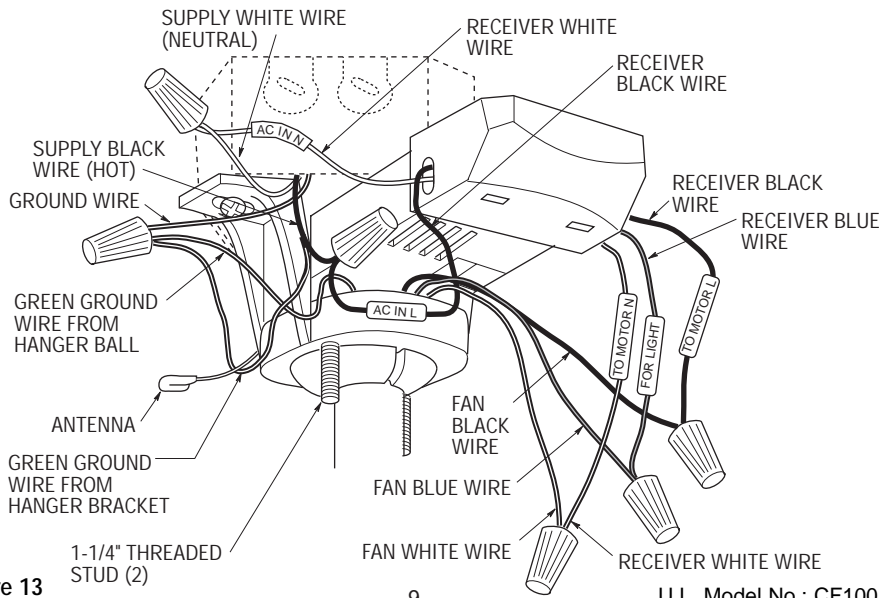 SUPPLY WHITE WIRE
(NEUTRAL)
RECEIVER WHITE
WIRE
RECEIVER
BLACK WIRE
AC IN N
SUPPLY BLACK
WIRE (HOT)
GROUND WIRE
RECEIVER BLACK
WIRE
RECEIVER BLUE
WIRE
GREEN GROUND
WIRE FROM
HANGER BALL
AC IN L
TO MOTOR N
FOR LIGHT
TO MOTOR L
ANTENNA
FAN
BLACK
WIRE
GREEN GROUND
WIRE FROM
HANGER BRACKET
FAN BLUE WIRE
1-1/4" THREADED
STUD (2)
FAN WHITE WIRE
RECEIVER WHITE WIRE
re 13
9
Model No.: CF100